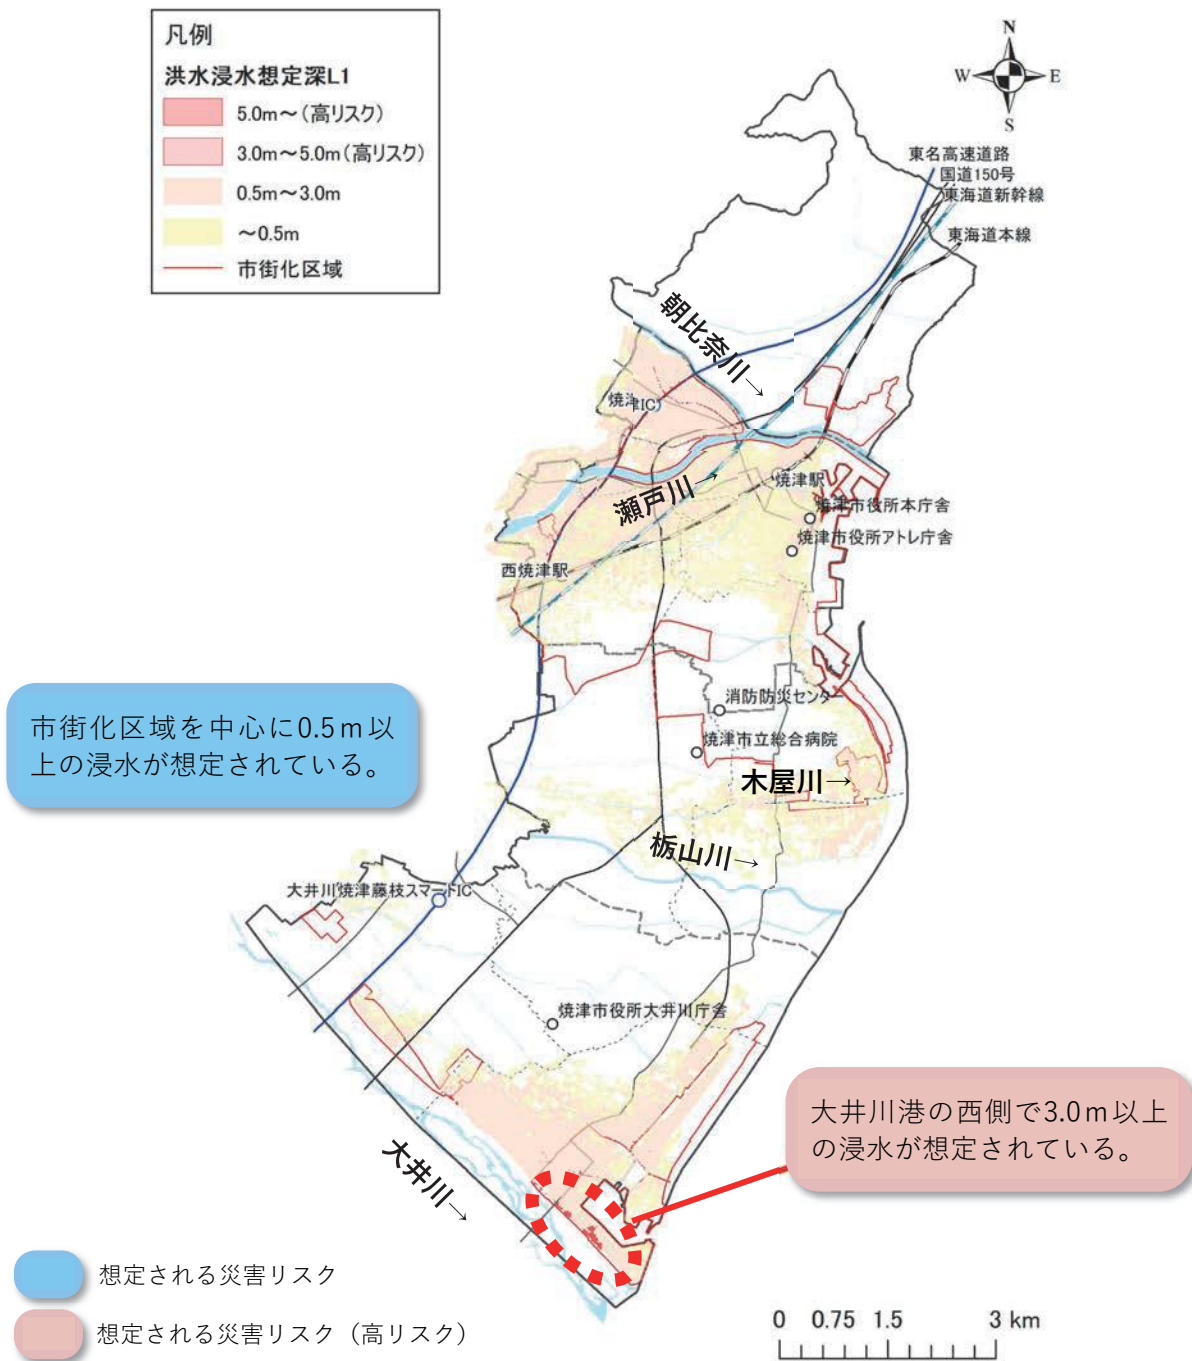 凡例
洪水浸水想定深L1
5.0m～(高リスク)
3.0m～5.0m(高リスク)
0.5m～3.0m
～0.5m
市街化区域
N
W
E
S
東名高速道路
国道150号
東海道新幹線
東海道本線
朝比奈川→
焼津IC
瀬戸川→
焼津駅
焼津市役所本庁舎
焼津市役所アトレ庁舎
西焼津駅
消防防災センター
焼津市立総合病院
市街化区域を中心に0.5m以
上の浸水が想定されている。
木屋川→
栃山川→
大井川焼津藤枝スマートIC
焼津市役所大井川庁舎
大井川港の西側で3.0m以上
の浸水が想定されている。
大井川→
想定される災害リスク
想定される災害リスク（高リスク）
0 0.75 1.5 3 km